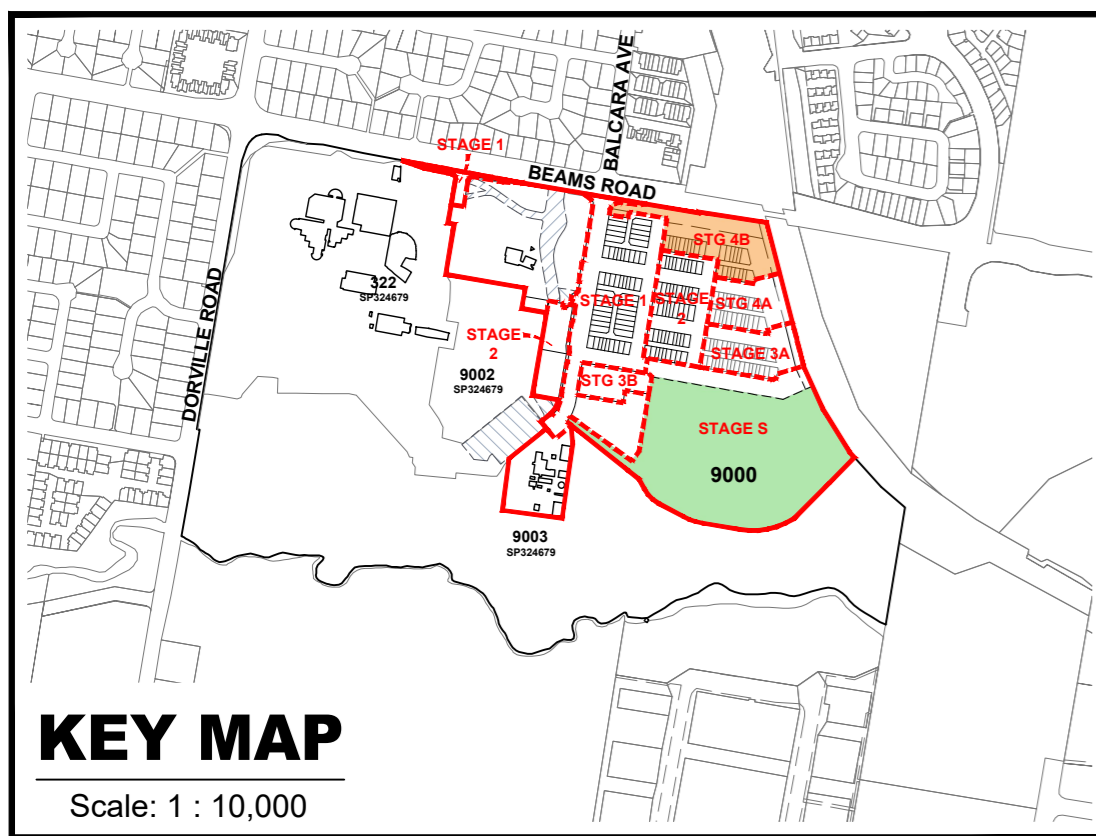 BALCARA AVE
STAGE 1
BEAMS ROAD
STG 4B
DORVILLE ROAD
322
SP324679
STAGE 1
STAGE
2
STG 4A
STAGE
2
STAGE 3A
9002
SP324679
STG 3B
STAGE S
9000
9003
SP324679
KEY MAP
Scale: 1 : 10,000